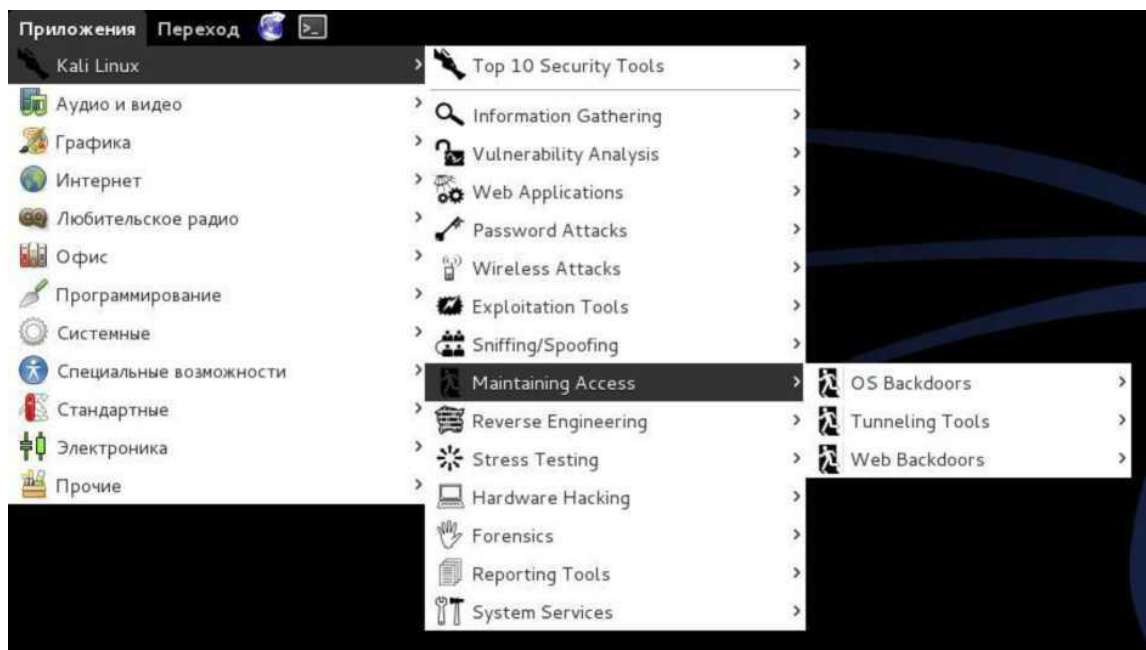 Приложения Переход
Kali Linux
Аудио и видео
Графика
Интернет
Любительское радио
Офис
Программирование
Системные
Специальные возможности
Стандартные
Электроника
Прочие
Top 10 Security Tools
Information Gathering
Vulnerability Analysis
Web Applications
Password Attacks
Wireless Attacks
Exploitation Tools
Sniffing/Spoofing
Maintaining Access
Reverse Engineering
Stress Testing
Hardware Hacking
Forensics
Reporting Tools
System Services
OS Backdoors
Tunneling Tools
Web Backdoors